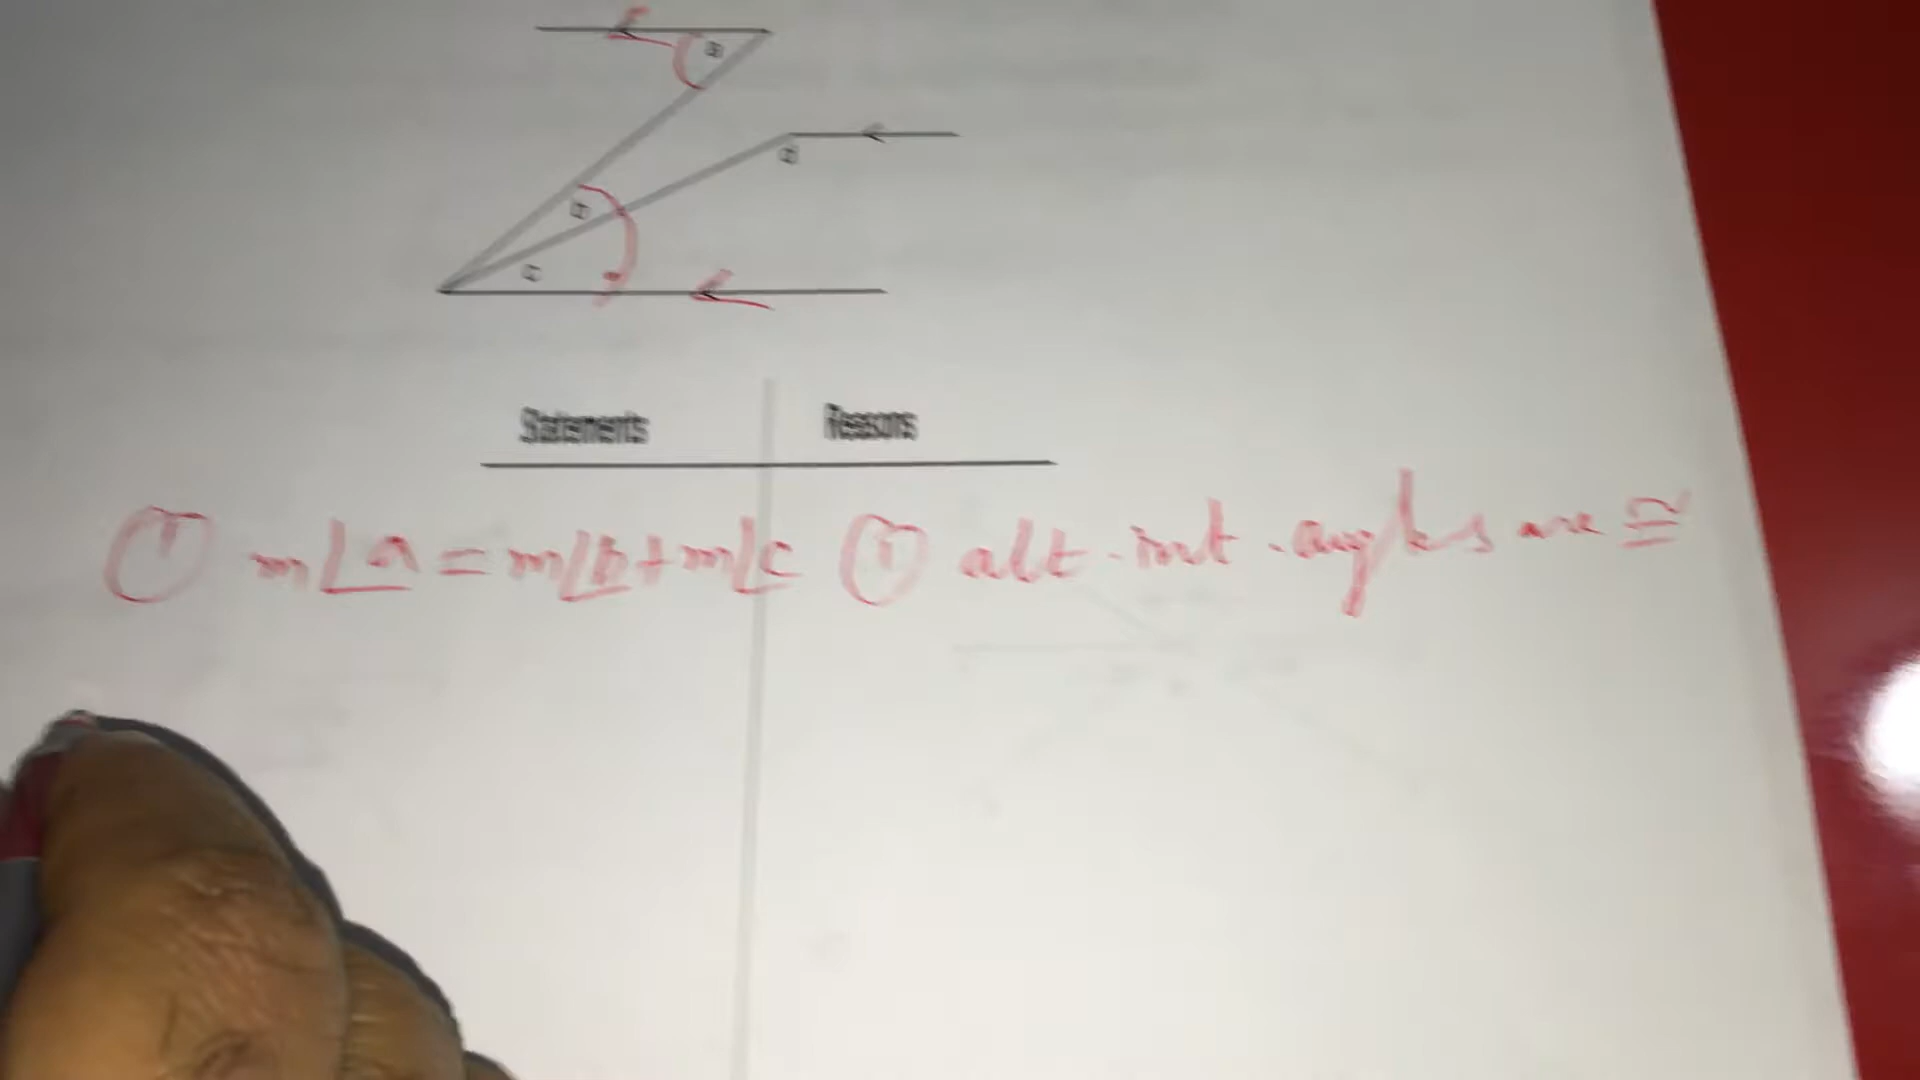 Statements Reasons
① m∠a = m∠b + m∠c ① alt. int. angles are ≅